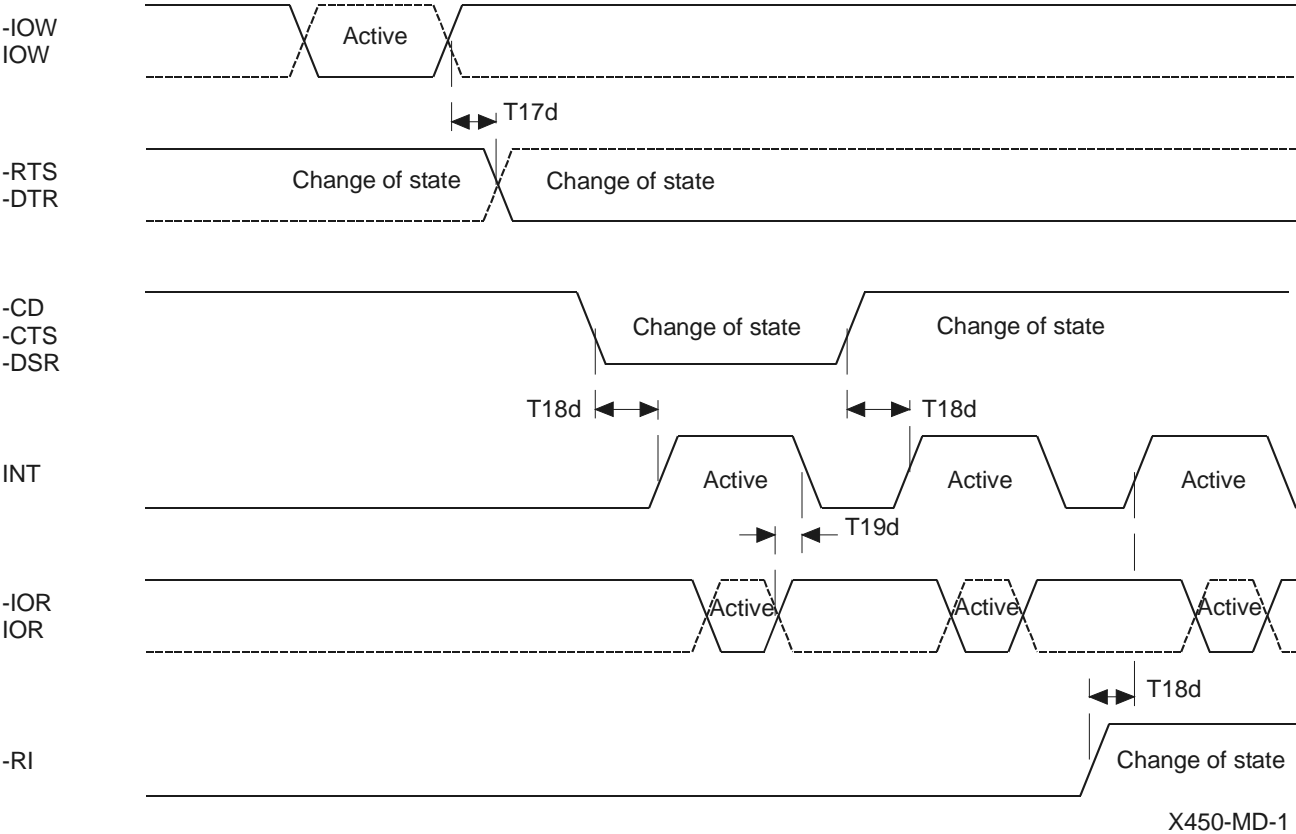 -IOW
IOW
Active
T17d
-RTS
-DTR
Change of state
Change of state
-CD
-CTS
-DSR
Change of state
Change of state
T18d
T18d
INT
Active
Active
Active
T19d
-IOR
IOR
Active
Active
Active
T18d
-RI
Change of state
X450-MD-1